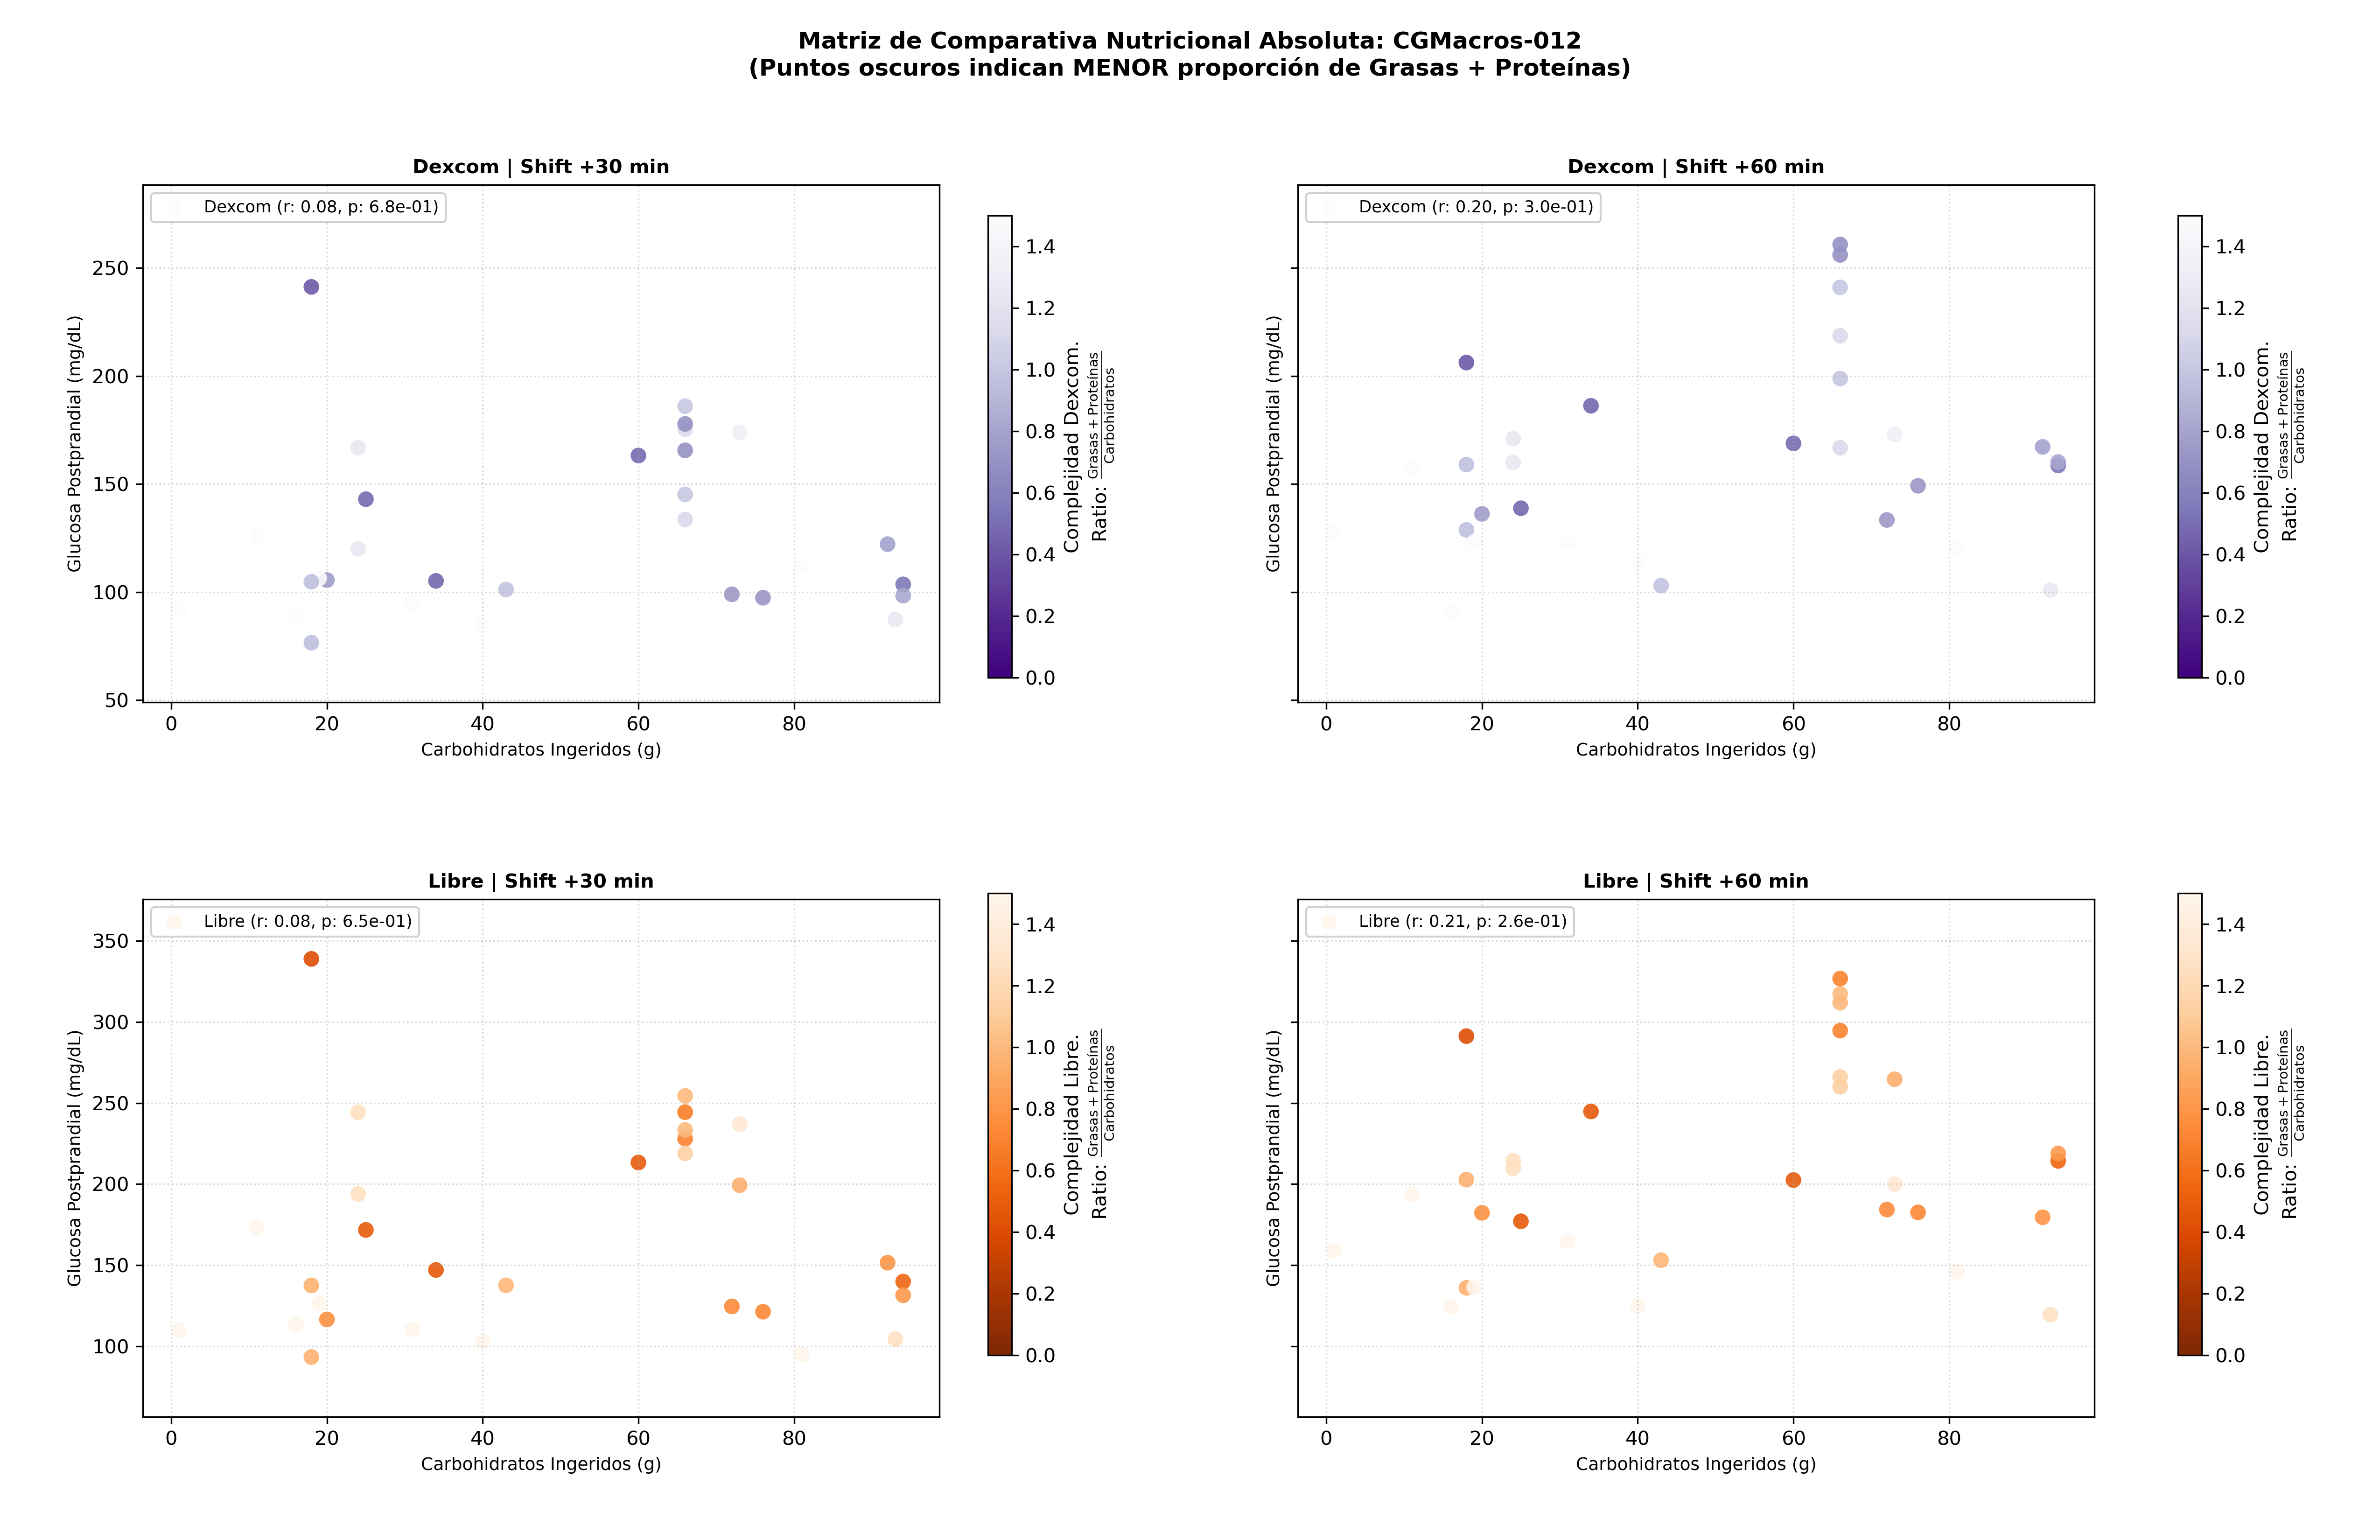 Matriz de Comparativa Nutricional Absoluta: CGMacros-012
(Puntos oscuros indican MENOR proporción de Grasas + Proteínas)
Dexcom | Shift +30 min
Dexcom (r: 0.08, p: 6.8e-01)
Glucosa Postprandial (mg/dL)
250
200
150
100
50
0
20
40
60
80
Carbohidratos Ingeridos (g)
1.4
1.2
1.0
0.8
0.6
0.4
0.2
0.0
Complejidad Dexcom.
Ratio: Grasas + Proteínas
Carbohidratos
Dexcom | Shift +60 min
Dexcom (r: 0.20, p: 3.0e-01)
Glucosa Postprandial (mg/dL)
0
20
40
60
80
Carbohidratos Ingeridos (g)
1.4
1.2
1.0
0.8
0.6
0.4
0.2
0.0
Complejidad Dexcom.
Ratio: Grasas + Proteínas
Carbohidratos
Libre | Shift +30 min
Libre (r: 0.08, p: 6.5e-01)
Glucosa Postprandial (mg/dL)
350
300
250
200
150
100
0
20
40
60
80
Carbohidratos Ingeridos (g)
1.4
1.2
1.0
0.8
0.6
0.4
0.2
0.0
Complejidad Libre.
Ratio: Grasas + Proteínas
Carbohidratos
Libre | Shift +60 min
Libre (r: 0.21, p: 2.6e-01)
Glucosa Postprandial (mg/dL)
0
20
40
60
80
Carbohidratos Ingeridos (g)
1.4
1.2
1.0
0.8
0.6
0.4
0.2
0.0
Complejidad Libre.
Ratio: Grasas + Proteínas
Carbohidratos